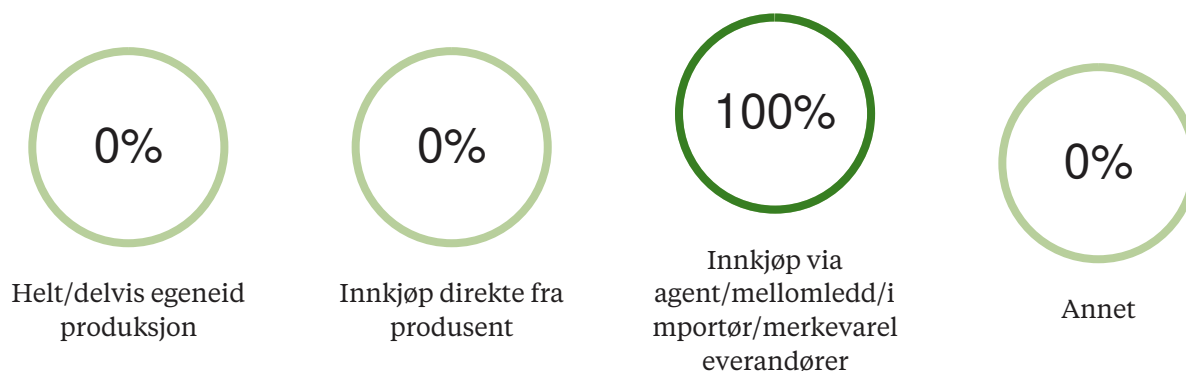 0%
Helt/delvis egeneid
produksjon
0%
Innkjøp direkte fra
produsent
100%
Innkjøp via
agent/mellomledd/i
mportør/merkevarel
everandører
0%
Annet